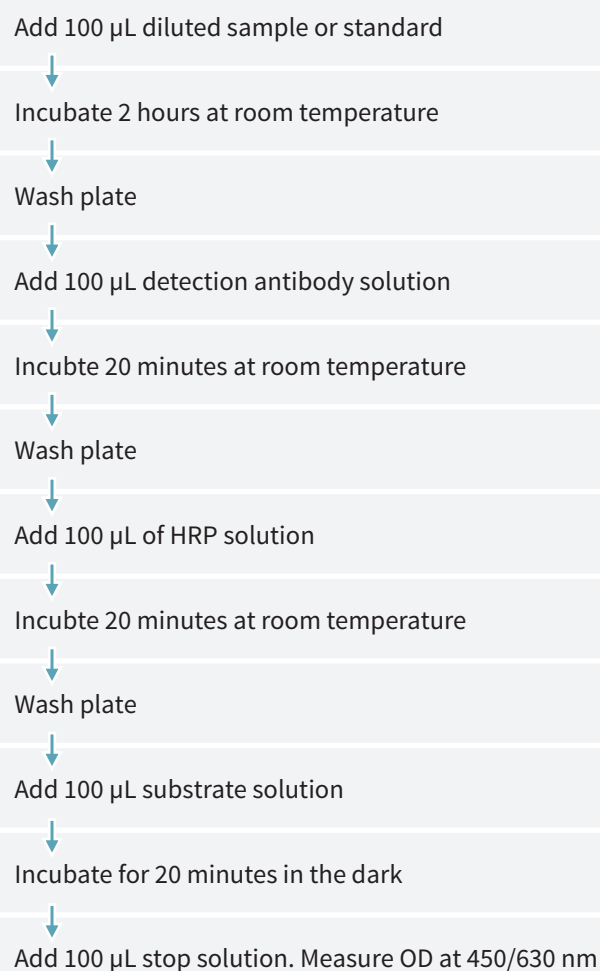 Add 100 µL diluted sample or standard
Incubate 2 hours at room temperature
Wash plate
Add 100 µL detection antibody solution
Incubte 20 minutes at room temperature
Wash plate
Add 100 µL of HRP solution
Incubte 20 minutes at room temperature
Wash plate
Add 100 µL substrate solution
Incubate for 20 minutes in the dark
Add 100 µL stop solution. Measure OD at 450/630 nm